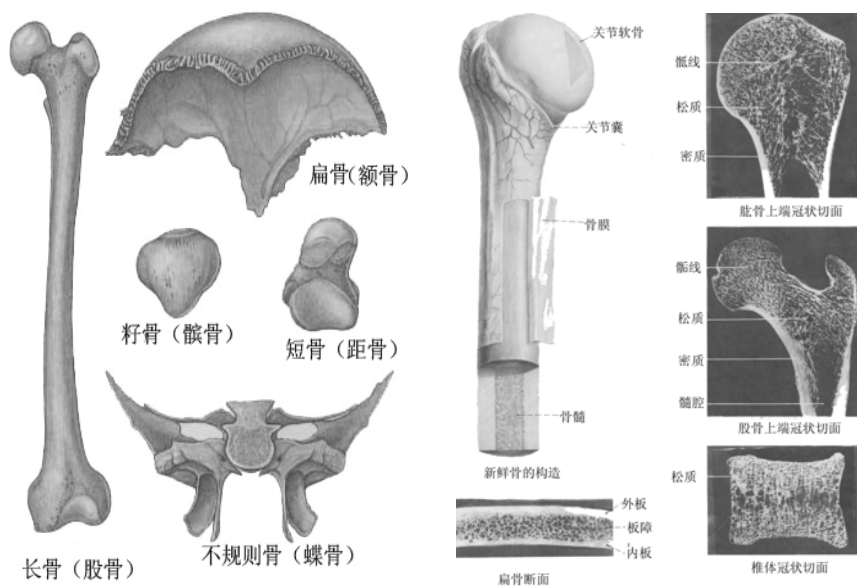 扁骨(额骨)
籽骨（髌骨）
短骨（距骨）
长骨（股骨）
不规则骨（蝶骨）
关节软骨
关节囊
骨膜
骨髓
新鲜骨的构造
外板
板障
内板
扁骨断面
骺线
松质
密质
肱骨上端冠状切面
骺线
松质
密质
髓腔
股骨上端冠状切面
松质
椎体冠状切面